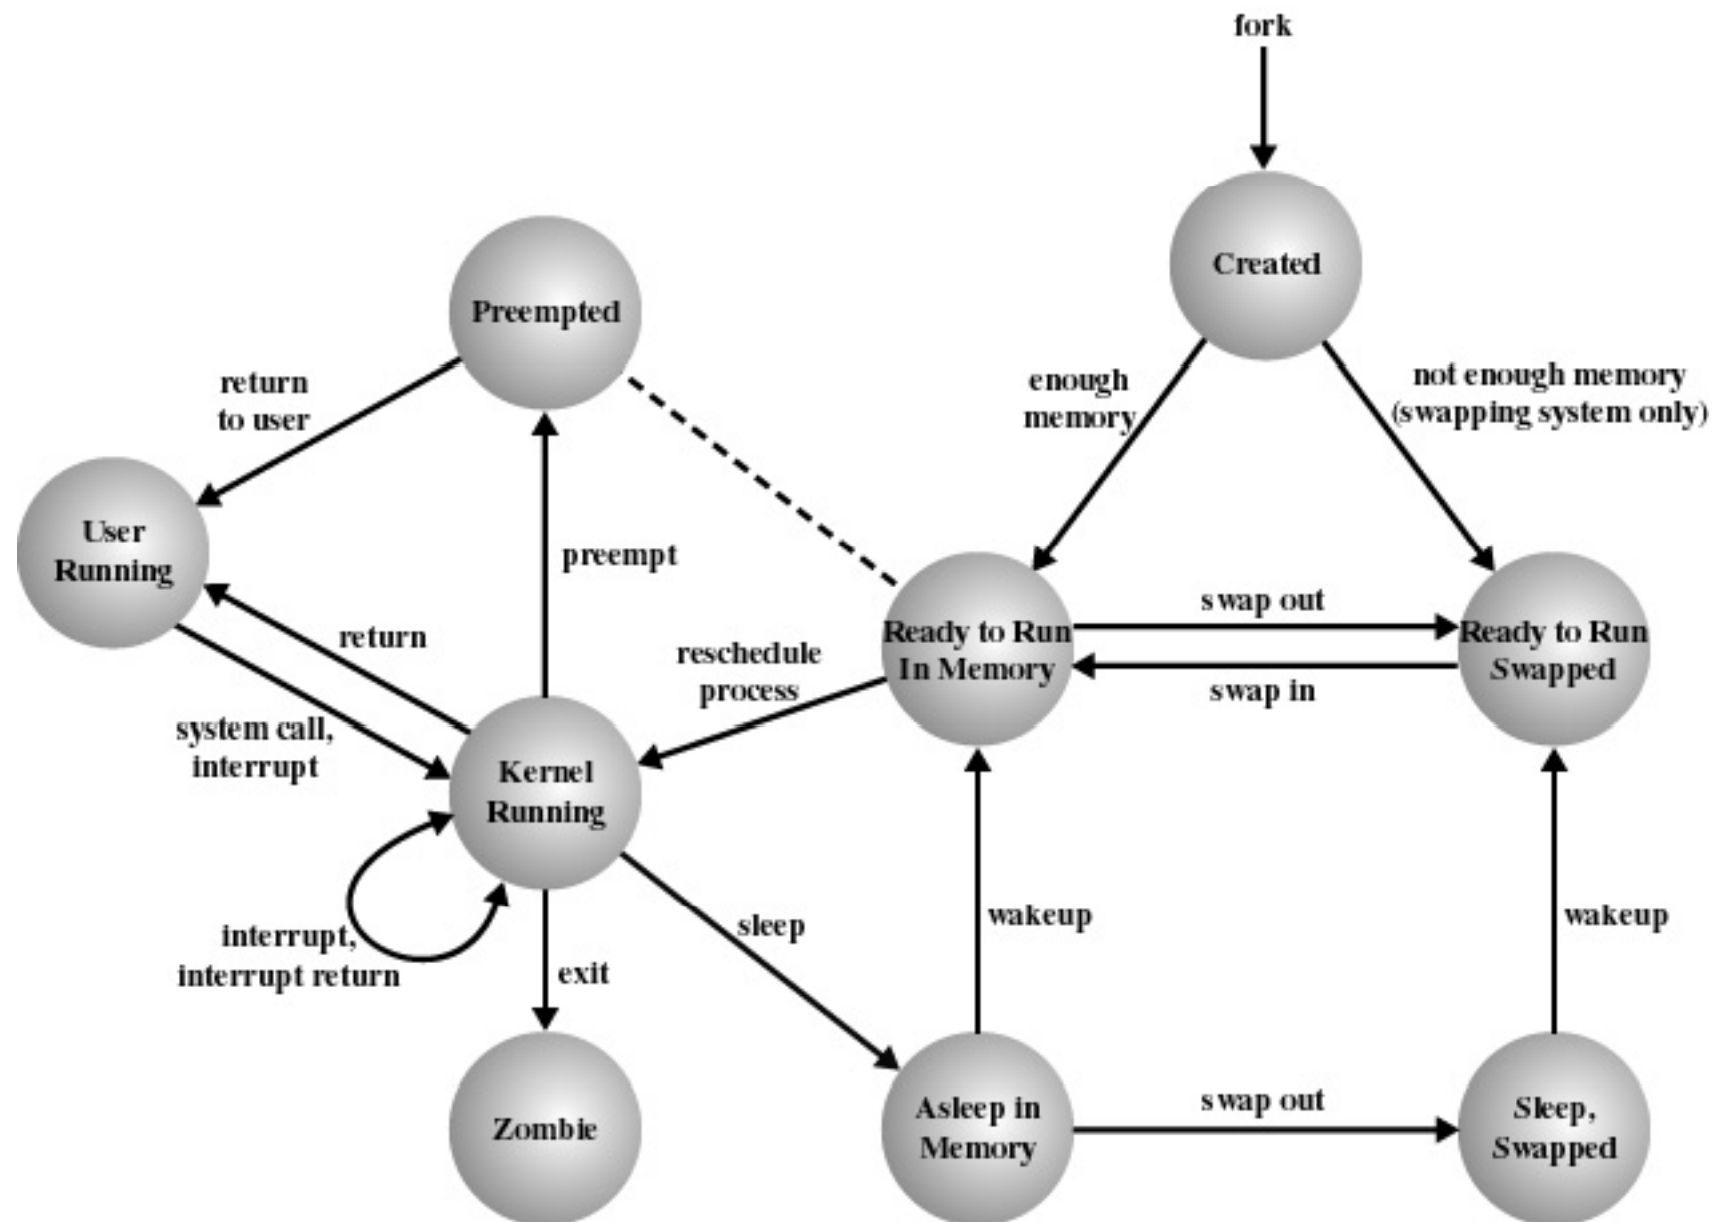 fork
Created
Preempted
return
to user
enough
memory
not enough memory
(swapping system only)
User
Running
preempt
return
reschedule
process
Ready to Run
In Memory
swap out
swap in
Ready to Run
Swapped
system call,
interrupt
Kernel
Running
interrupt,
interrupt return
exit
sleep
wakeup
wakeup
Zombie
Asleep in
Memory
swap out
Sleep,
Swapped